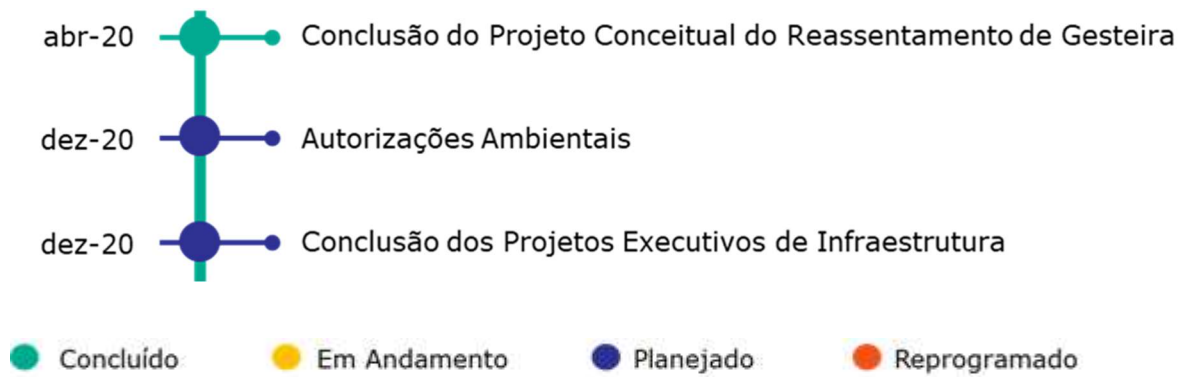 abr-20 Conclusão do Projeto Conceitual do Reassentamento de Gesteira
dez-20 Autorizações Ambientais
dez-20 Conclusão dos Projetos Executivos de Infraestrutura
Concluído Em Andamento Planejado Reprogramado